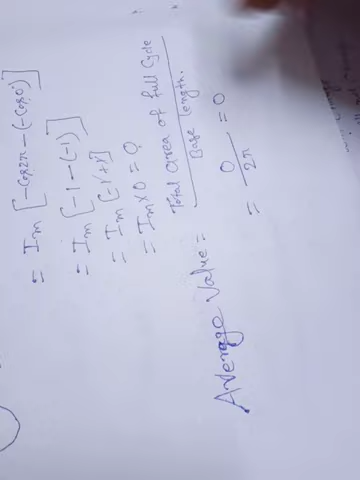 = Im [-Cos2π - (-Cos0°)]
= Im [-1 - (-1)]
= Im [-1 + 1]
= Im × 0 = 0
Average Value = Total area of full Cycle / Base length.
= 0 / 2π = 0